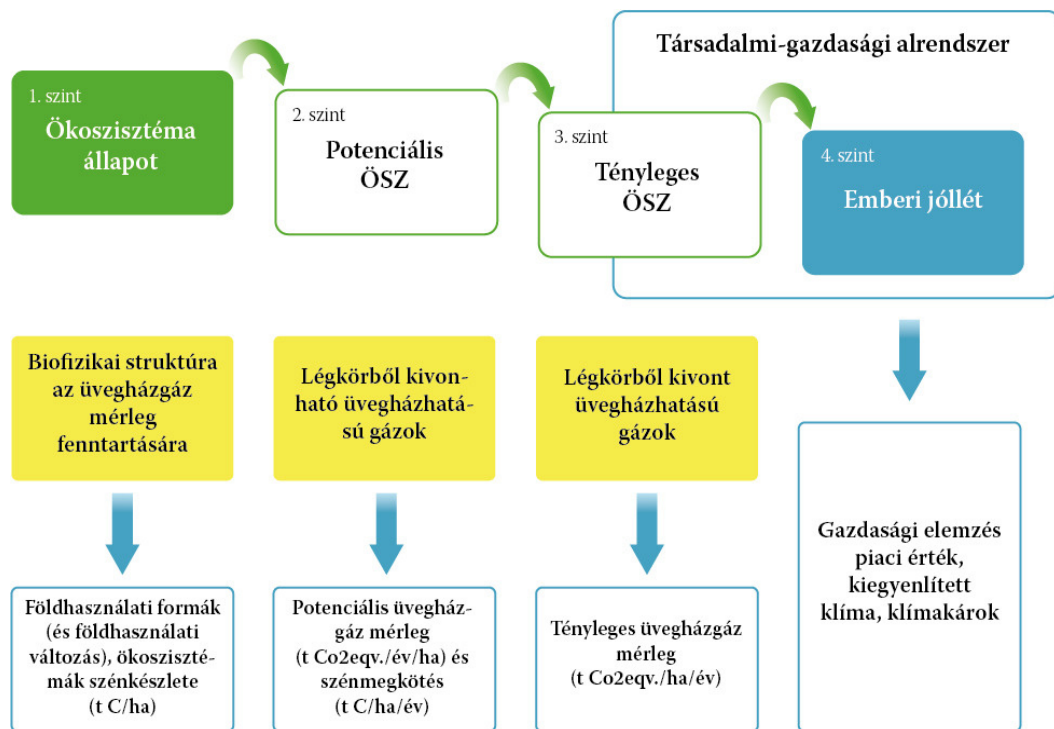 Társadalmi-gazdasági alrendszer
1. szint
Ökoszisztéma
állapot
2. szint
Potenciális
ÖSZ
3. szint
Tényleges
ÖSZ
4. szint
Emberi jóllét
Biofizikai struktúra
az üvegházgáz
mérleg
fenntartására
Légkörből kivon-
ható üvegházhatá-
sú gázok
Légkörből kivont
üvegházhatású
gázok
Földhasználati formák
(és földhasználati
változás), ökosziszté-
mák szénkészlete
(t C/ha)
Potenciális üvegház-
gáz mérleg
(t Co2eqv./év/ha) és
szénmegkötés
(t C/ha/év)
Tényleges üvegházgáz
mérleg
(t Co2eqv./ha/év)
Gazdasági elemzés
piaci érték,
kiegyenlített
klíma, klímakárok